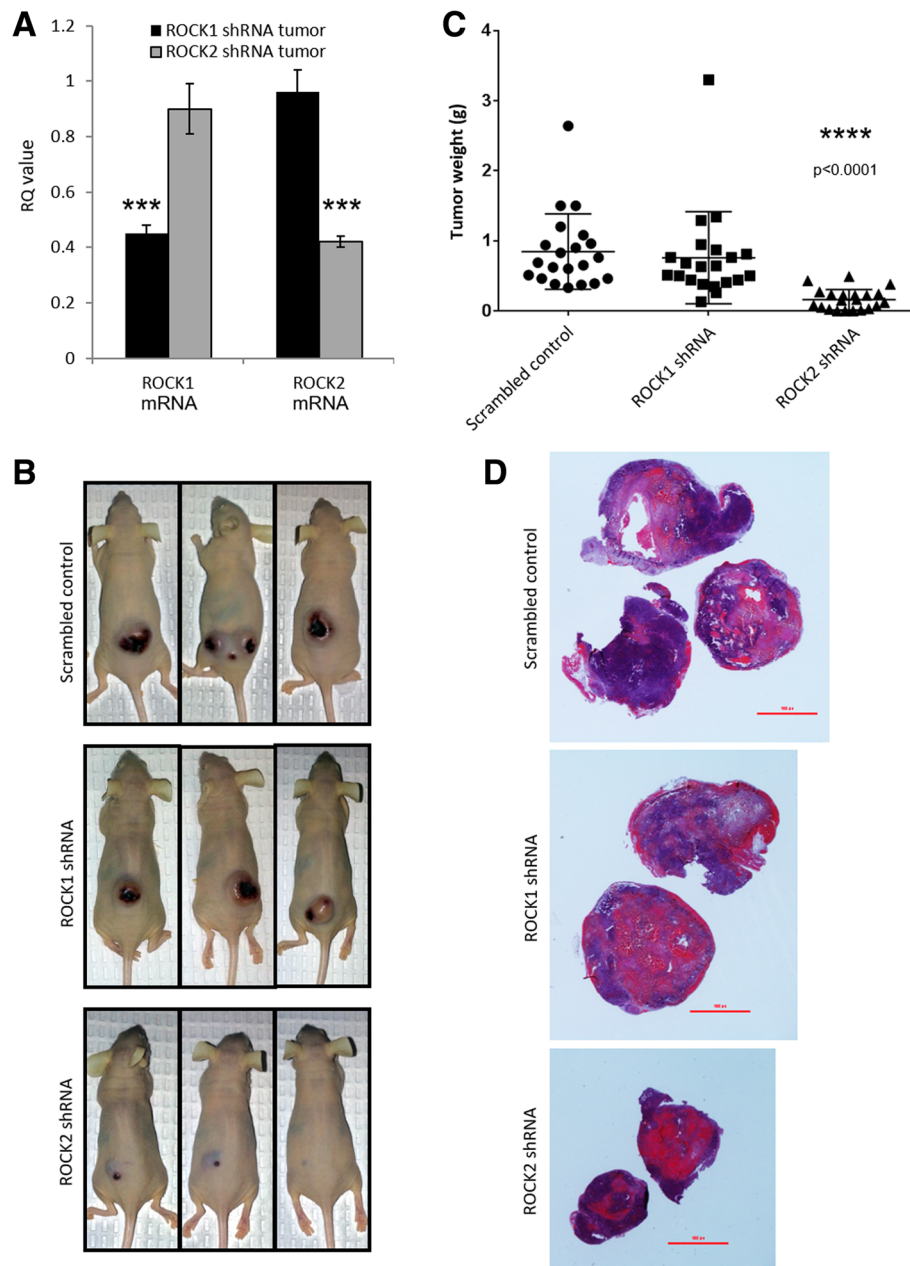 A
ROCK1 shRNA tumor
ROCK2 shRNA tumor
RQ value
1.2
1
0.8
0.6
0.4
0.2
0
***
***
ROCK1
mRNA
ROCK2
mRNA
C
Tumor weight (g)
4
3
2
1
0
****
p<0.0001
Scrambled control
ROCK1 shRNA
ROCK2 shRNA
B
Scrambled control
ROCK1 shRNA
ROCK2 shRNA
D
Scrambled control
ROCK1 shRNA
ROCK2 shRNA